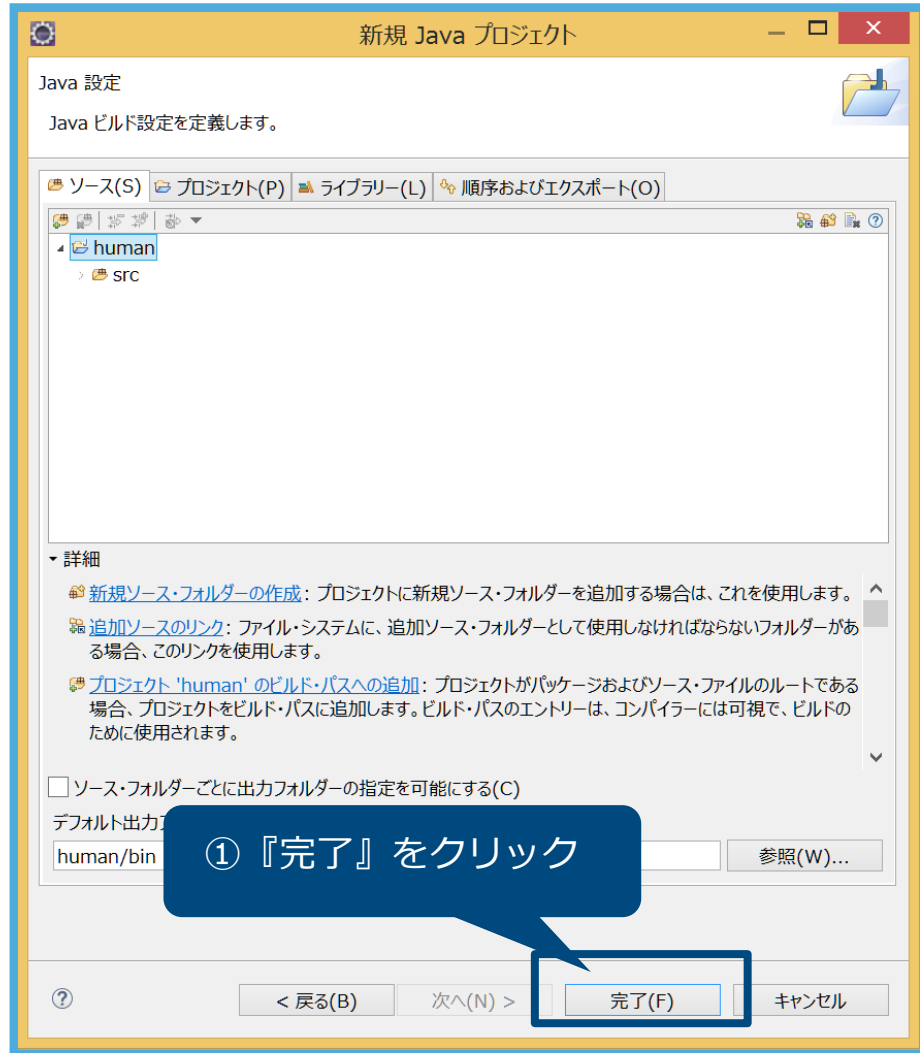 新規 Java プロジェクト
Java 設定
Java ビルド設定を定義します。
ソース(S) プロジェクト(P) ライブラリー(L) 順序およびエクスポート(O)
human
src
詳細
新規ソース・フォルダーの作成: プロジェクトに新規ソース・フォルダーを追加する場合は、これを使用します。
追加ソースのリンク: ファイル・システムに、追加ソース・フォルダーとして使用しなければならないフォルダーがあ
る場合、このリンクを使用します。
プロジェクト 'human' のビルド・パスへの追加: プロジェクトがパッケージおよびソース・ファイルのルートである
場合、プロジェクトをビルド・パスに追加します。ビルド・パスのエントリーは、コンパイラーには可視で、ビルドの
ために使用されます。
ソース・フォルダーごとに出力フォルダーの指定を可能にする(C)
デフォルト出力
①『完了』をクリック
human/bin 参照(W)...
< 戻る(B) 次へ(N) > 完了(F) キャンセル